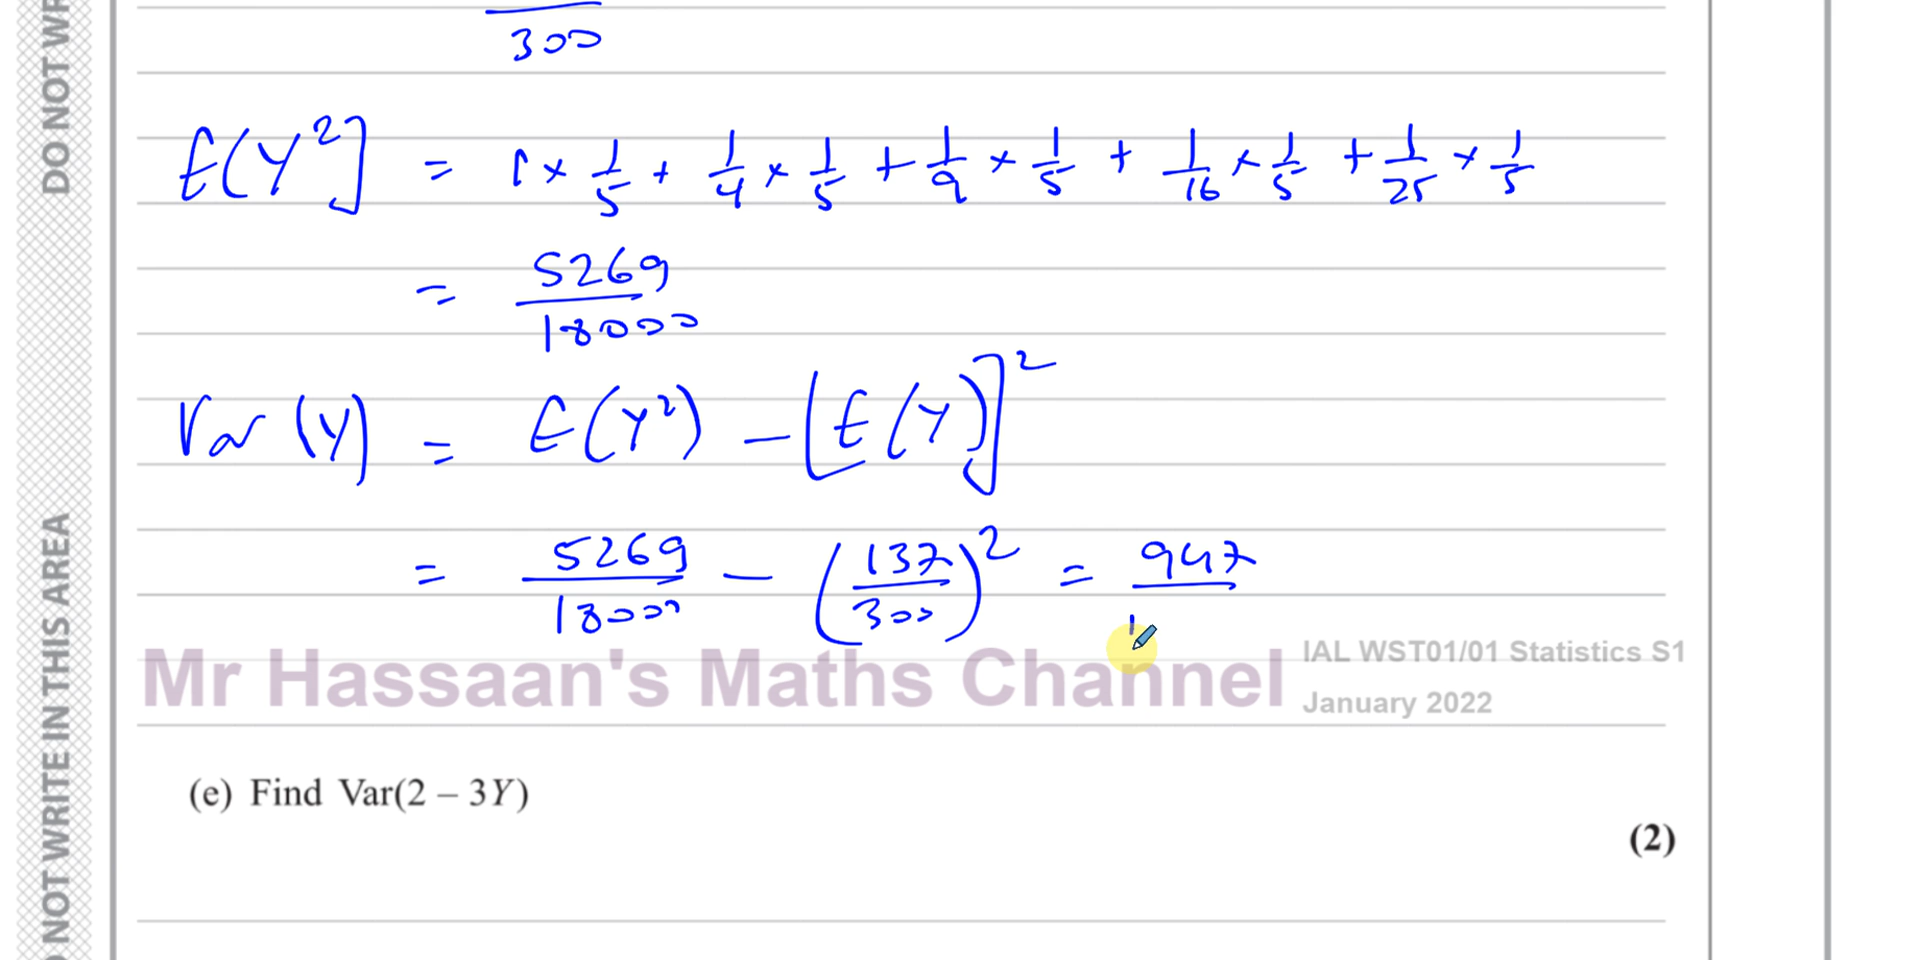 300
E(Y²] = 1 × 1/5 + 1/4 × 1/5 + 1/9 × 1/5 + 1/16 × 1/5 + 1/25 × 1/5
= 5269/18000
Var (Y) = E(Y²) - [E(Y)]²
= 5269/18000 - (137/300)² = 947/1
Mr Hassaan's Maths Channel
IAL WST01/01 Statistics S1
January 2022
(e) Find Var(2 – 3Y)
(2)
DO NOT WR
NOT WRITE IN THIS AREA